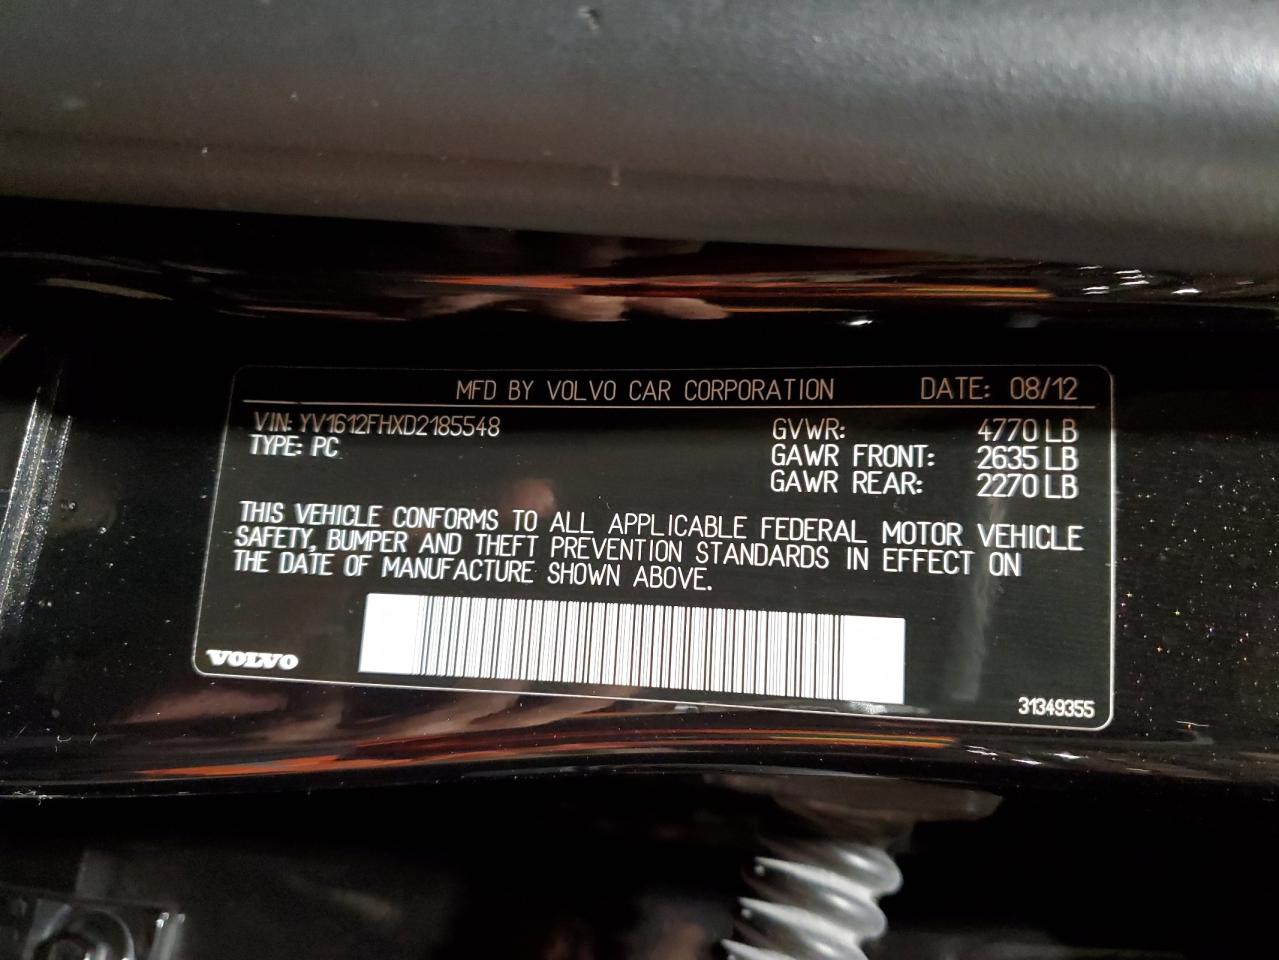 MFD BY VOLVO CAR CORPORATION DATE: 08/12
VIN: YV1612FHXD2185548 GVWR: 4770 LB
TYPE: PC GAWR FRONT: 2635 LB
GAWR REAR: 2270 LB
THIS VEHICLE CONFORMS TO ALL APPLICABLE FEDERAL MOTOR VEHICLE
SAFETY, BUMPER AND THEFT PREVENTION STANDARDS IN EFFECT ON
THE DATE OF MANUFACTURE SHOWN ABOVE.
VOLVO
31349355